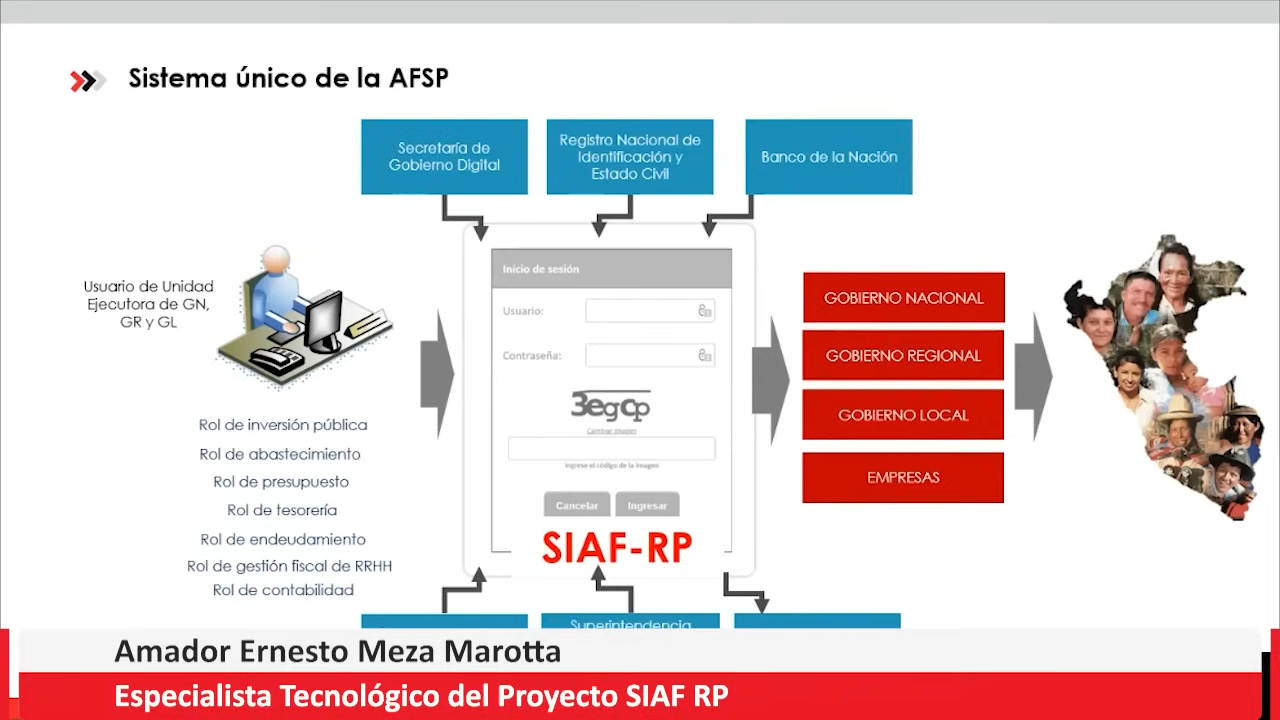 Sistema único de la AFSP
Secretaría de
Gobierno Digital
Registro Nacional de
Identificación y
Estado Civil
Banco de la Nación
Usuario de Unidad
Ejecutora de GN,
GR y GL
Rol de inversión pública
Rol de abastecimiento
Rol de presupuesto
Rol de tesorería
Rol de endeudamiento
Rol de gestión fiscal de RRHH
Rol de contabilidad
Inicio de sesión
Usuario:
Contraseña:
3egcp
Cambiar imagen
Ingrese el código de la imagen
Cancelar
Ingresar
SIAF-RP
GOBIERNO NACIONAL
GOBIERNO REGIONAL
GOBIERNO LOCAL
EMPRESAS
Superintendencia
Amador Ernesto Meza Marotta
Especialista Tecnológico del Proyecto SIAF RP